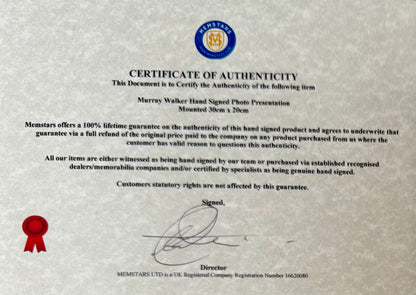 MEMSTARS
CERTIFICATE OF AUTHENTICITY
This Document is to Certify the Authenticity of the following item
Murray Walker Hand Signed Photo Presentation
Mounted 30cm x 20cm
Memstars offers a 100% lifetime guarantee on the authenticity of this hand signed product and agrees to underwrite that
guarantee via a full refund of the original price paid to the company on any product purchased from us where the
customer has valid reason to questions this authenticity.
All our items are either witnessed as being hand signed by our team or purchased via established recognised
dealers/memorabilia companies and/or certified by specialists as being genuine hand signed.
Customers statutory rights are not affected by this guarantee.
Signed,
Director
MEMSTARS LTD is a UK Registered Company Registration Number 16620080